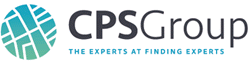 CPSGroup
THE EXPERTS AT FINDING EXPERTS